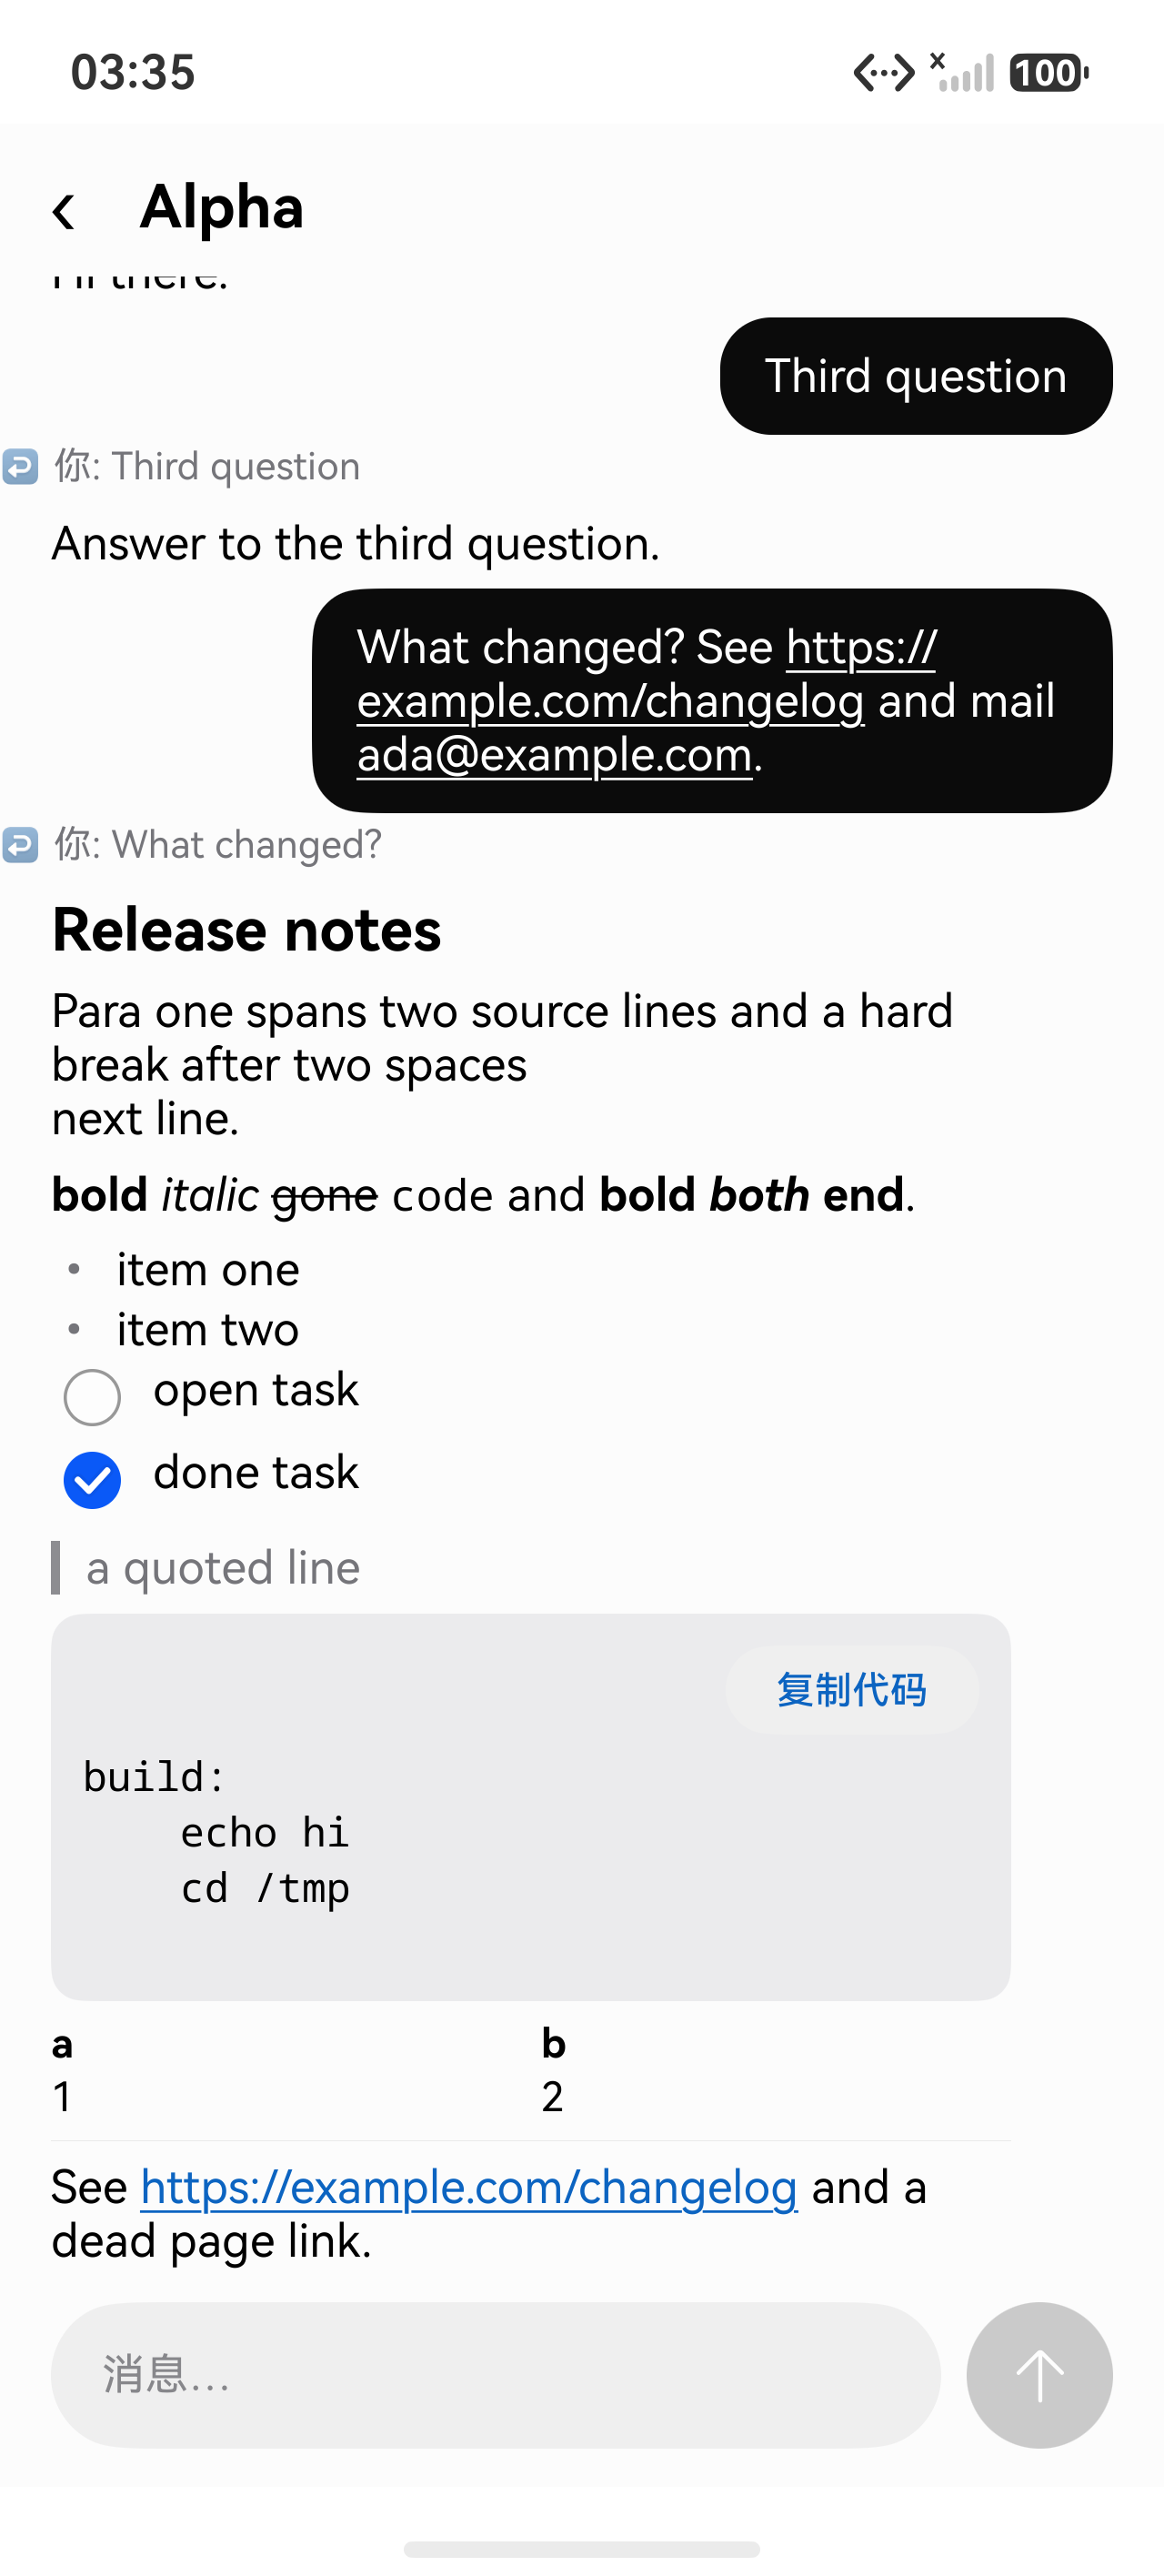 03:35
100
Alpha
there.
Third question
你: Third question
Answer to the third question.
What changed? See https://
example.com/changelog and mail
ada@example.com.
你: What changed?
Release notes
Para one spans two source lines and a hard
break after two spaces
next line.
bold italic gone code and bold both end.
• item one
• item two
open task
done task
a quoted line
复制代码
build:
    echo hi
    cd /tmp
a b
1 2
See https://example.com/changelog and a
dead page link.
消息...